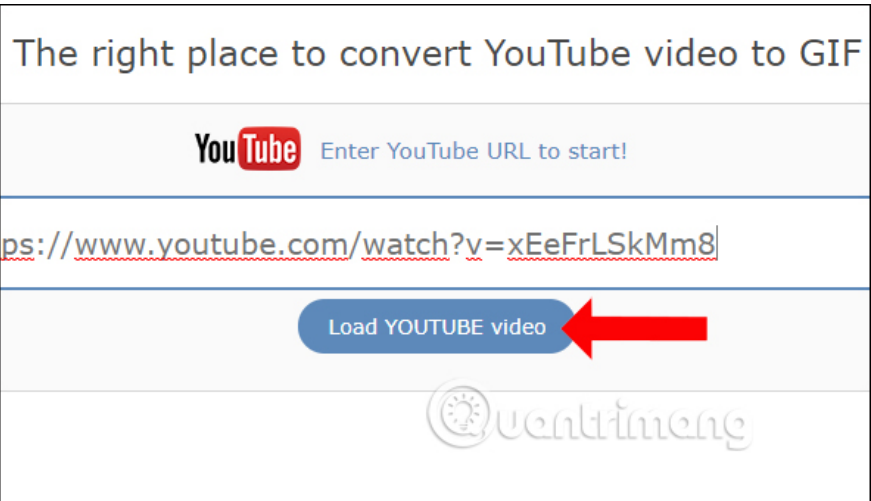 The right place to convert YouTube video to GIF
YouTube Enter YouTube URL to start!
ps://www.youtube.com/watch?v=xEeFrLSkMm8
Load YOUTUBE video
Quantrimang